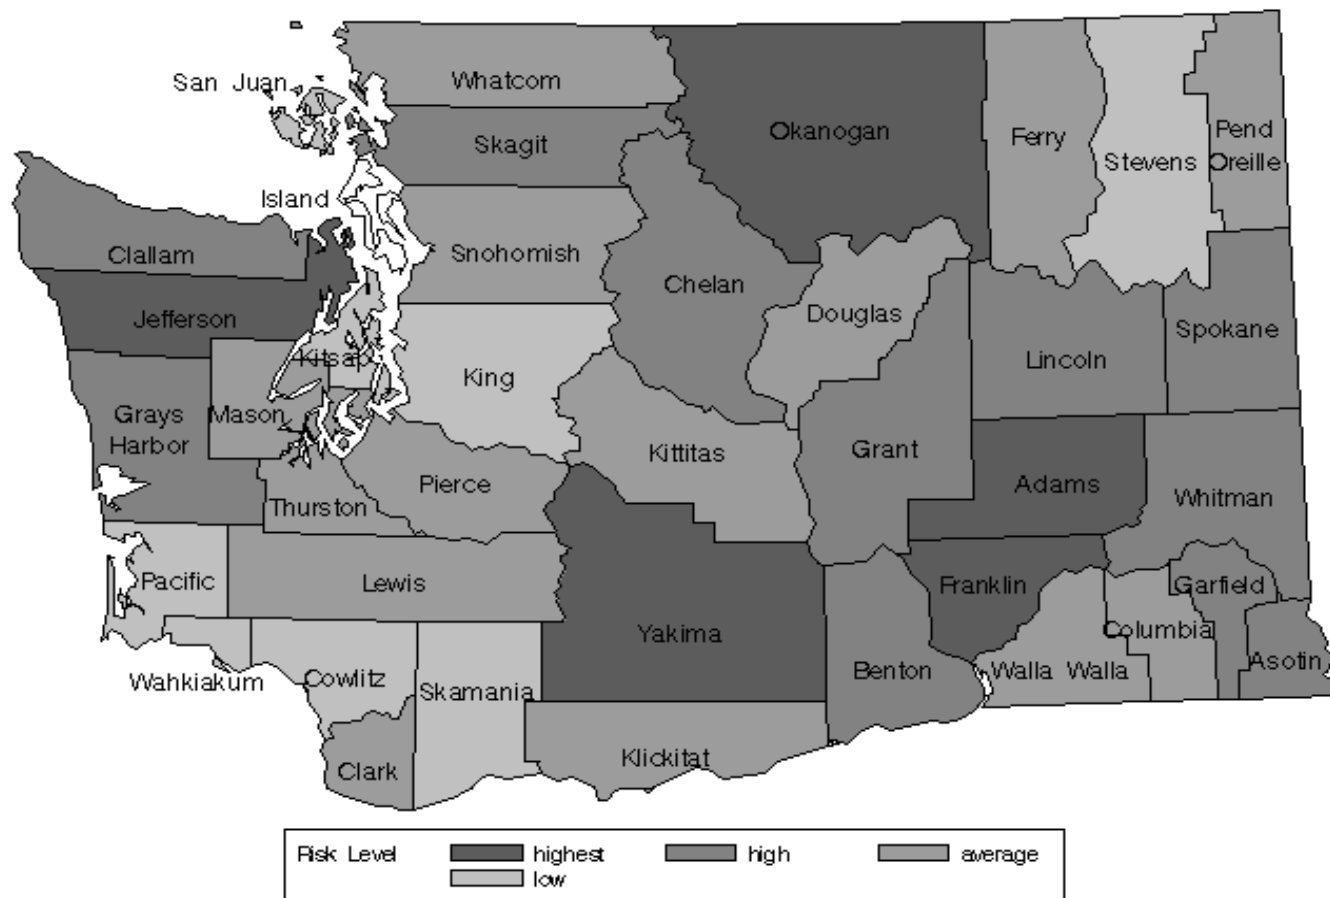 San Juan
Whatcom
Skagit
Okanogan
Ferry
Stevens
Pend
Oreille
Island
Clallam
Snohomish
Chelan
Jefferson
Douglas
Spokane
Kitsap
King
Lincoln
Grays
Harbor
Mason
Kittitas
Grant
Pierce
Adams
Whitman
Thurston
Pacific
Lewis
Franklin
Garfield
Yakima
Columbia
Wahkiakum
Cowlitz
Skamania
Benton
Walla Walla
Asotin
Clark
Klickitat
Risk Level highest high average
low